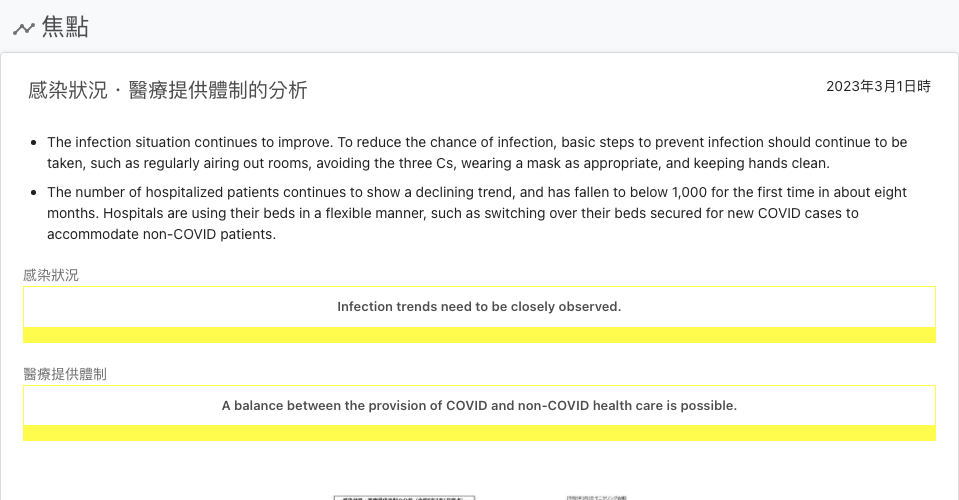 焦點
感染狀況・醫療提供體制的分析
2023年3月1日時
The infection situation continues to improve. To reduce the chance of infection, basic steps to prevent infection should continue to be
taken, such as regularly airing out rooms, avoiding the three Cs, wearing a mask as appropriate, and keeping hands clean.
The number of hospitalized patients continues to show a declining trend, and has fallen to below 1,000 for the first time in about eight
months. Hospitals are using their beds in a flexible manner, such as switching over their beds secured for new COVID cases to
accommodate non-COVID patients.
感染狀況
Infection trends need to be closely observed.
醫療提供體制
A balance between the provision of COVID and non-COVID health care is possible.